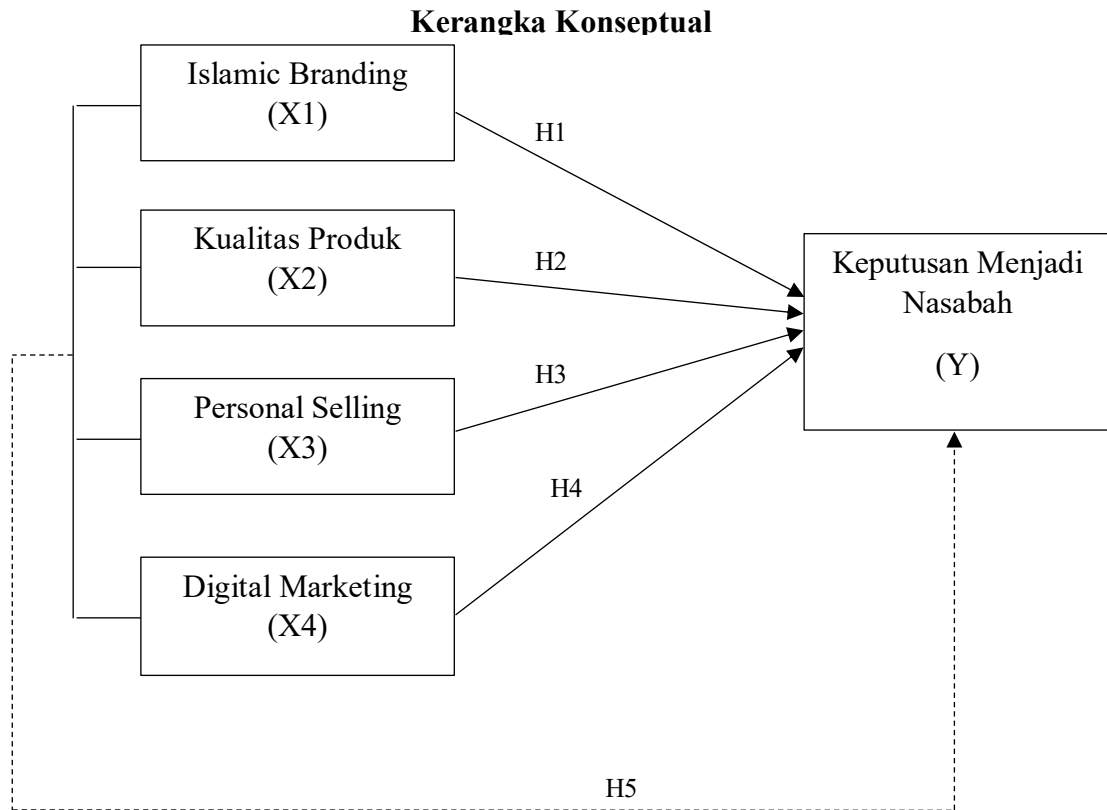 Kerangka Konseptual
Islamic Branding
(X1)
H1
Kualitas Produk
(X2)
H2
Keputusan Menjadi
Nasabah
(Y)
Personal Selling
(X3)
H3
H4
Digital Marketing
(X4)
H5